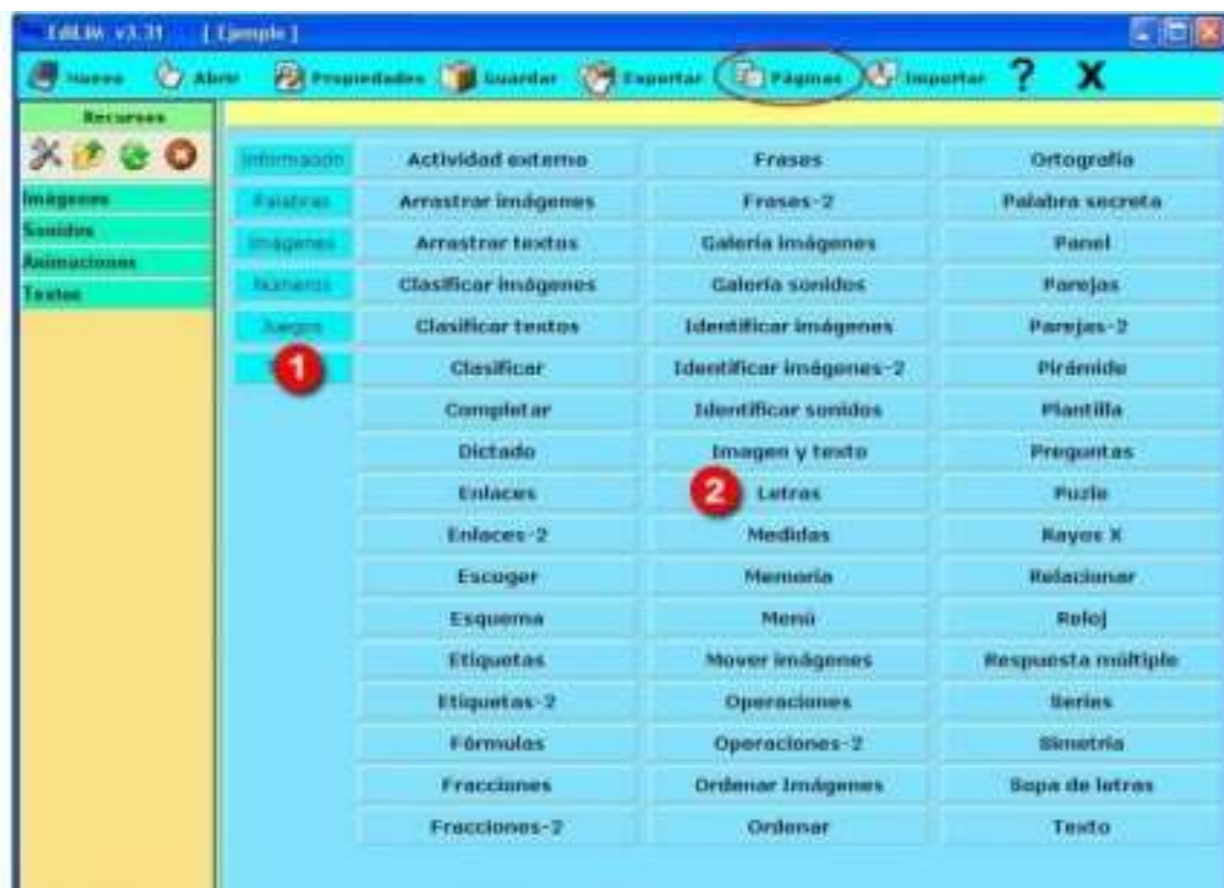 EdiLIM v3.31 [ Ejemplo ]
Nuevo Abrir Propiedades Guardar Exportar Páginas Importar ? X
Recursos
Imágenes
Sonidos
Animaciones
Textos
Información
Palabras
Imágenes
Números
Juegos
1
Actividad externa Frases Ortografía
Arrastrar imágenes Frases-2 Palabra secreta
Arrastrar textos Galería imágenes Panel
Clasificar imágenes Galería sonidos Parejas
Clasificar textos Identificar imágenes Parejas-2
Clasificar Identificar imágenes-2 Pirámide
Completar Identificar sonidos Plantilla
Dictado Imagen y texto Preguntas
Enlaces 2 Letras Puzle
Enlaces-2 Medidas Rayos X
Escoger Memoria Relacionar
Esquema Menú Reloj
Etiquetas Mover imágenes Respuesta múltiple
Etiquetas-2 Operaciones Series
Fórmulas Operaciones-2 Simetría
Fracciones Ordenar Imágenes Sopa de letras
Fracciones-2 Ordenar Texto